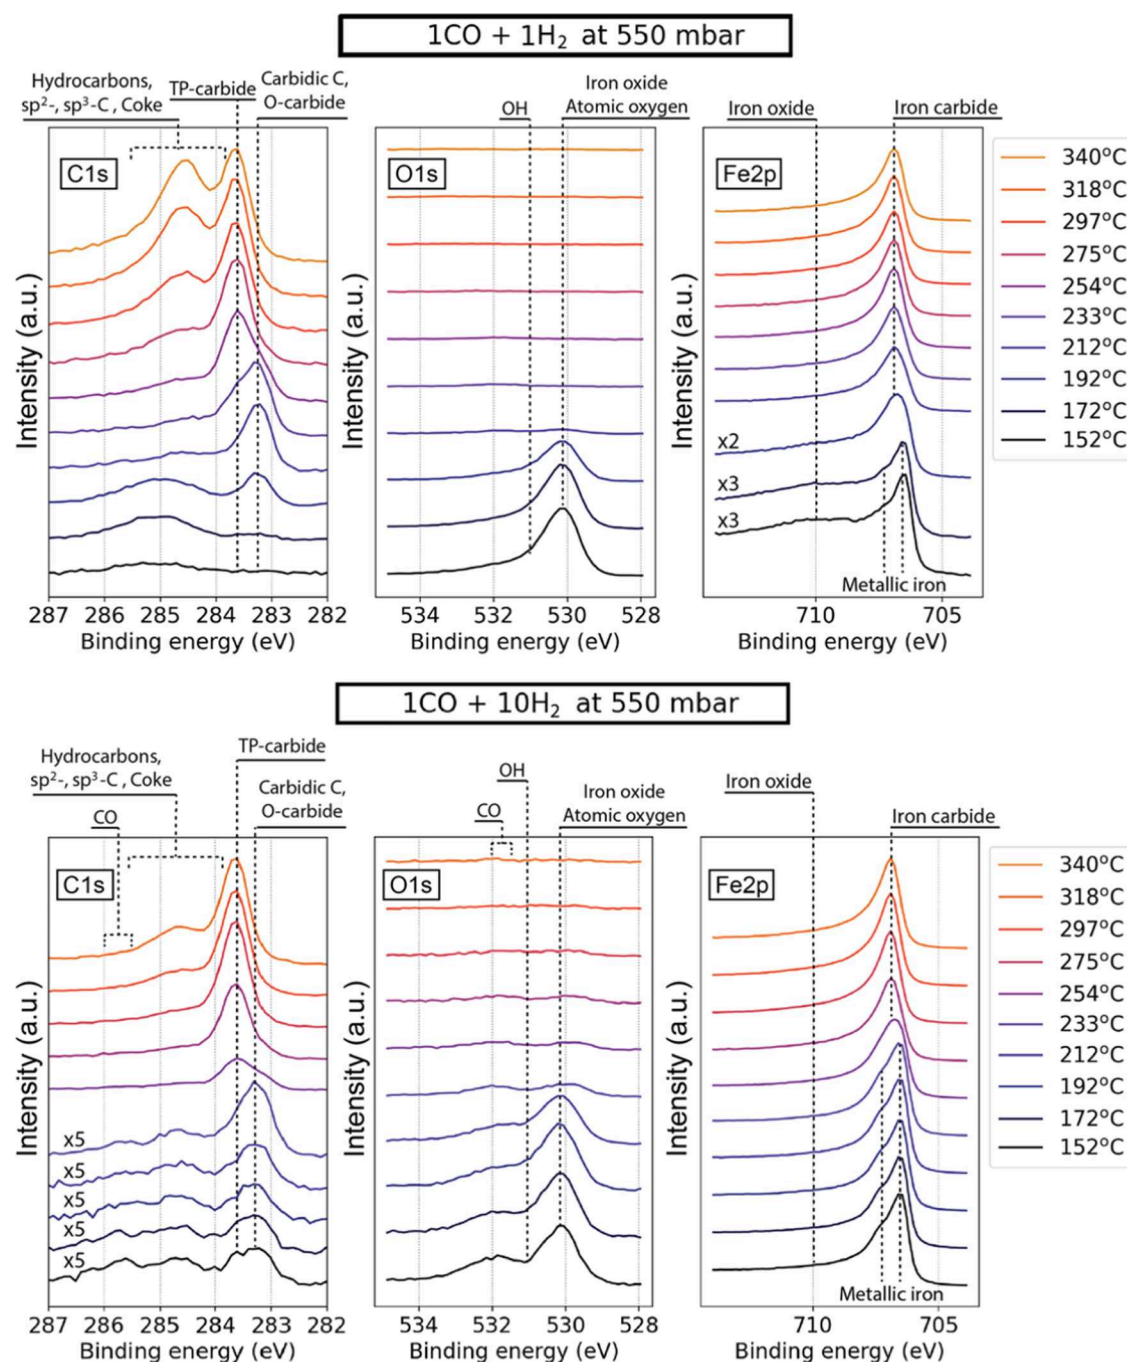 1CO + 1H₂ at 550 mbar
Hydrocarbons,
sp²-, sp³-C , Coke
TP-carbide
Carbidic C,
O-carbide
OH
Iron oxide
Atomic oxygen
Iron oxide
Iron carbide
C1s
O1s
Fe2p
340°C
318°C
297°C
275°C
254°C
233°C
212°C
192°C
172°C
152°C
Intensity (a.u.)
Intensity (a.u.)
Intensity (a.u.)
x2
x3
x3
Metallic iron
287 286 285 284 283 282
534 532 530 528
710 705
Binding energy (eV)
Binding energy (eV)
Binding energy (eV)
1CO + 10H₂ at 550 mbar
Hydrocarbons,
sp²-, sp³-C , Coke
CO
TP-carbide
Carbidic C,
O-carbide
OH
CO
Iron oxide
Atomic oxygen
Iron oxide
Iron carbide
C1s
O1s
Fe2p
340°C
318°C
297°C
275°C
254°C
233°C
212°C
192°C
172°C
152°C
Intensity (a.u.)
Intensity (a.u.)
Intensity (a.u.)
x5
x5
x5
x5
x5
Metallic iron
287 286 285 284 283 282
534 532 530 528
710 705
Binding energy (eV)
Binding energy (eV)
Binding energy (eV)